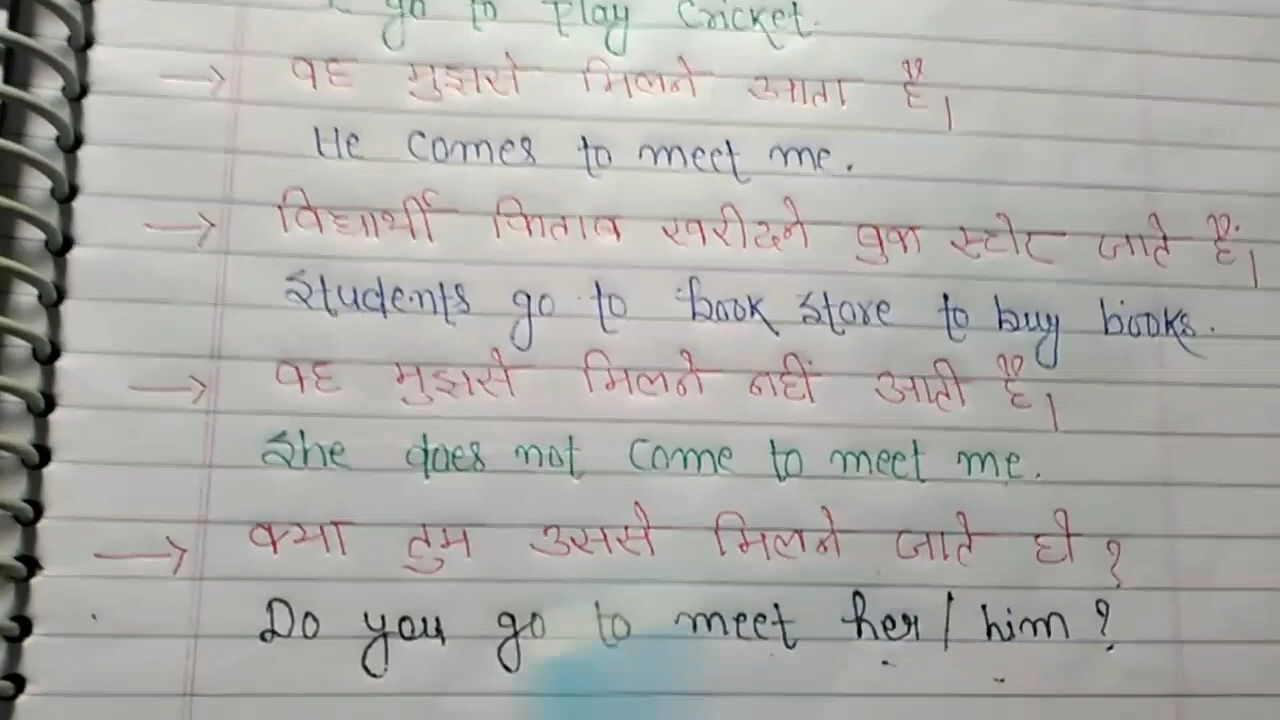 go to play cricket.
→ वह मुझसे मिलने आता है।
He comes to meet me.
→ विद्यार्थी किताब खरीदने बुक स्टोर जाते हैं।
Students go to book store to buy books.
→ वह मुझसे मिलने नहीं आती है।
She does not come to meet me.
→ क्या तुम उससे मिलने जाते हो?
Do you go to meet her/him?